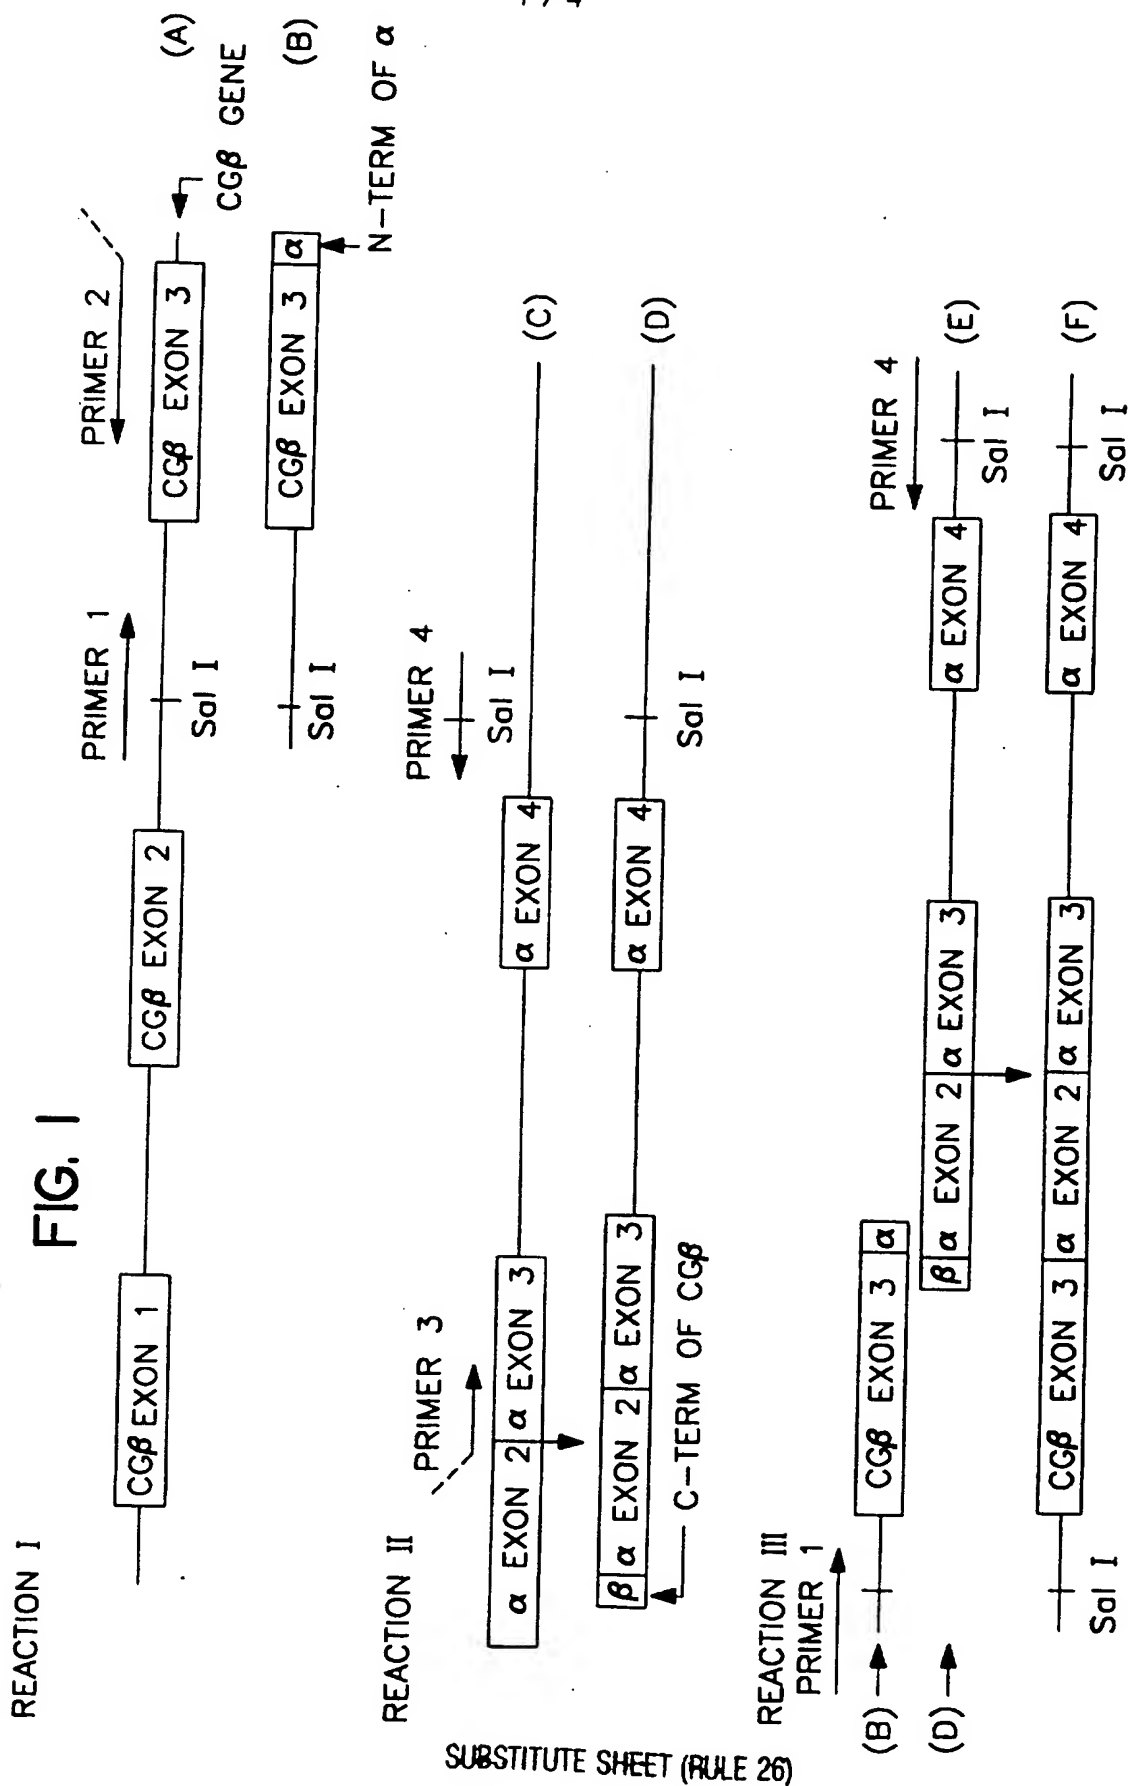 FIG. 1
REACTION I
PRIMER 1
PRIMER 2
CGβ EXON 1
CGβ EXON 2
Sal I
CGβ EXON 3
(A)
CGβ GENE
Sal I
CGβ EXON 3
α
(B)
N-TERM OF α
REACTION II
PRIMER 3
PRIMER 4
Sal I
α EXON 2
α EXON 3
α EXON 4
(C)
β
α EXON 2
α EXON 3
α EXON 4
Sal I
(D)
C-TERM OF CGβ
REACTION III
PRIMER 1
(B)
CGβ EXON 3
α
PRIMER 4
(D)
β
α EXON 2
α EXON 3
α EXON 4
Sal I
(E)
Sal I
CGβ EXON 3
α EXON 2
α EXON 3
α EXON 4
Sal I
(F)
SUBSTITUTE SHEET (RULE 26)